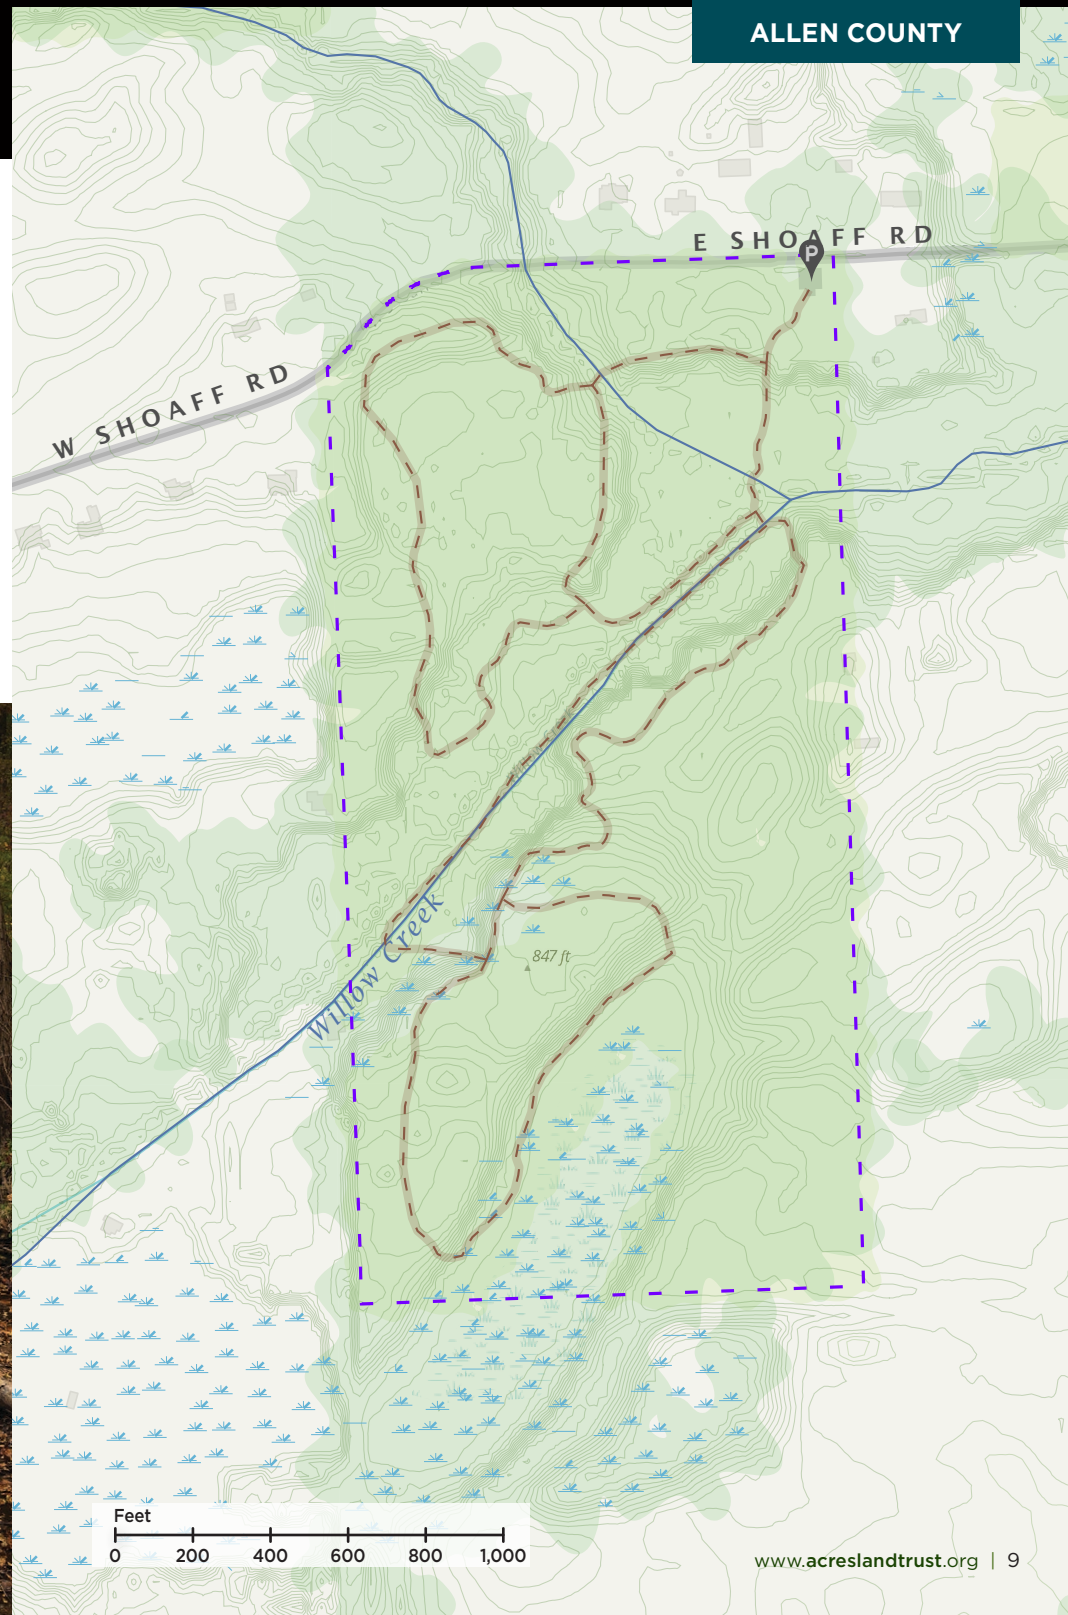 ALLEN COUNTY
E SHOAFF RD
P
W SHOAFF RD
Willow Creek
847 ft
Feet
0 200 400 600 800 1,000
www.acreslandtrust.org | 9